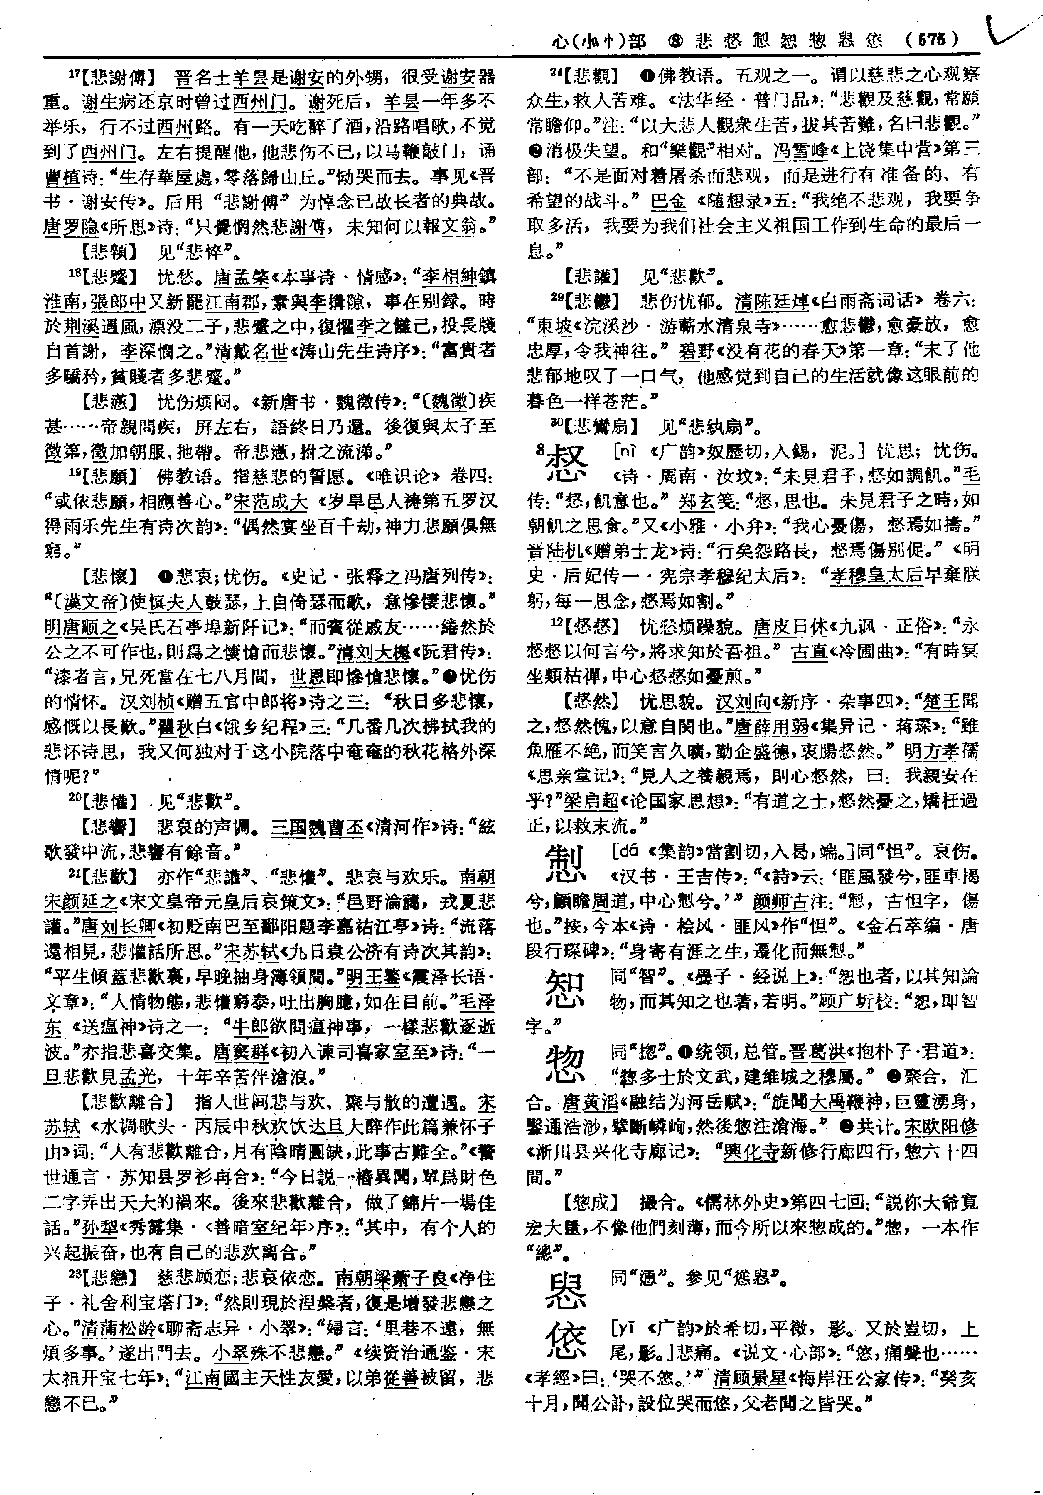 心(小忄)部 ⑧ 悲惄惁惒惣惥㥋 (575)
17【悲謝傅】 晋名士羊昙是谢安的外甥，很受谢安器
重。谢生病还京时曾过西州门。谢死后，羊昙一年多不
举乐，行不过西州路。有一天吃醉了酒，沿路唱歌，不觉
到了西州门。左右提醒他，他悲伤不已，以马鞭敲门，诵
曹植诗：“生存華屋處，零落歸山丘。”恸哭而去。事见《晋
书·谢安传》。后用“悲謝傅”为悼念已故长者的典故。
唐罗隐《所思》诗：“只覺惘然悲謝傅，未知何以報文翁。”
【悲顇】 见“悲悴”。
18【悲蹙】 忧愁。唐孟棨《本事诗·情感》：“李相紳鎮
淮南，張郎中又新罷江南郡，素與李搆隙，事在别録。時
於荆溪遇風，漂没二子，悲蹙之中，復懼李之讎己，投長牋
自首謝，李深憫之。”清戴名世《涛山先生诗序》：“富貴者
多驕矜，貧賤者多悲蹙。”
【悲懑】 忧伤烦闷。《新唐书·魏徵传》：“〔魏徵〕疾
甚……帝親問疾，屏左右，語終日乃還。後復與太子至
徵第，徵加朝服，拖帶。帝悲懣，拊之流涕。”
19【悲願】 佛教语。指慈悲的誓愿。《唯识论》卷四：
“或依悲願，相應善心。”宋范成大《岁旱邑人祷第五罗汉
得雨乐先生有诗次韵》：“偶然宴坐百千劫，神力悲願俱無
窮。”
【悲懷】 ❶悲哀；忧伤。《史记·张释之冯唐列传》：
“〔漢文帝〕使慎夫人鼓瑟，上自倚瑟而歌，意慘悽悲懷。”
明唐顺之《吴氏石亭埠新阡记》：“而賓從戚友……綣然於
公之不可作也，則爲之悽愴而悲懷。”清刘大櫆《阮君传》：
“漆者言，兄死當在七八月間，世恩即慘愴悲懷。”❷忧伤
的情怀。汉刘桢《赠五官中郎将》诗之三：“秋日多悲懷，
感慨以長歎。”瞿秋白《饿乡纪程》三：“几番几次拂拭我的
悲怀诗思，我又何独对于这小院落中奄奄的秋花格外深
情呢？”
20【悲懽】 见“悲歡”。
【悲響】 悲哀的声调。三国魏曹丕《清河作》诗：“絃
歌發中流，悲響有餘音。”
21【悲歡】 亦作“悲讙”、“悲懽”。悲哀与欢乐。南朝
宋颜延之《宋文皇帝元皇后哀策文》：“邑野淪藹，戎夏悲
讙。”唐刘长卿《初贬南巴至鄱阳题李嘉祐江亭》诗：“流落
還相見，悲懽話所思。”宋苏轼《九日袁公济有诗次其韵》：
“平生傾蓋悲歡裏，早晚抽身簿領間。”明王鏊《震泽长语·
文章》：“人情物態，悲懽窮泰，吐出胸臆，如在目前。”毛泽
东《送瘟神》诗之一：“牛郎欲問瘟神事，一樣悲歡逐逝
波。”亦指悲喜交集。唐窦群《初入谏司喜家室至》诗：“一
旦悲歡見孟光，十年辛苦伴滄浪。”
【悲歡離合】 指人世间悲与欢、聚与散的遭遇。宋
苏轼《水调歌头·丙辰中秋欢饮达旦大醉作此篇兼怀子
由》词：“人有悲歡離合，月有陰晴圓缺，此事古難全。”《警
世通言·苏知县罗衫再合》：“今日説一椿異聞，單爲財色
二字弄出天大的禍來。後來悲歡離合，做了錦片一場佳
話。”孙犁《秀露集·〈善暗室纪年〉序》：“其中，有个人的
兴起振奋，也有自己的悲欢离合。”
23【悲戀】 慈悲顾恋；悲哀依恋。南朝梁萧子良《净住
子·礼舍利宝塔门》：“然則現於涅槃者，復是增發悲戀之
心。”清蒲松龄《聊斋志异·小翠》：“婦言：‘里巷不遠，無
煩多事。’遂出門去。小翠殊不悲戀。”《续资治通鉴·宋
太祖开宝七年》：“江南國主天性友愛，以弟從善被留，悲
戀不已。”
24【悲觀】 ❶佛教语。五观之一。谓以慈悲之心观察
众生，救人苦难。《法华经·普门品》：“悲觀及慈觀，常願
常瞻仰。”注：“以大悲人觀衆生苦，拔其苦難，名曰悲觀。”
❷消极失望。和“樂觀”相对。冯雪峰《上饶集中营》第三
部：“不是面对着屠杀而悲观，而是进行有准备的、有
希望的战斗。”巴金《随想录》五：“我绝不悲观，我要争
取多活，我要为我们社会主义祖国工作到生命的最后一
息。”
【悲讙】 见“悲歡”。
29【悲鬱】 悲伤忧郁。清陈廷焯《白雨斋词话》卷六：
“東坡《浣溪沙·游蘄水清泉寺》……愈悲鬱，愈豪放，愈
忠厚，令我神往。”碧野《没有花的春天》第一章：“末了他
悲郁地叹了一口气，他感觉到自己的生活就像这眼前的
暮色一样苍茫。”
30【悲鸞扇】 见“悲纨扇”。
8惄 [nì 《广韵》奴歷切，入錫，泥。]忧思；忧伤。
《诗·周南·汝坟》：“未見君子，惄如調飢。”毛
传：“惄，飢意也。”郑玄笺：“惄，思也。未見君子之時，如
朝飢之思食。”又《小雅·小弁》：“我心憂傷，惄焉如擣。”
晋陆机《赠弟士龙》诗：“行矣怨路長，惄焉傷别促。”《明
史·后妃传一·宪宗孝穆纪太后》：“孝穆皇太后早棄朕
躬，每一思念，惄焉如割。”
12【惄惄】 忧愁烦躁貌。唐皮日休《九讽·正俗》：“永
惄惄以何言兮，將求知於吾祖。”古直《冷圃曲》：“有時冥
坐類枯禪，中心惄惄如憂煎。”
【惄然】 忧思貌。汉刘向《新序·杂事四》：“楚王聞
之，惄然愧，以意自閔也。”唐薛用弱《集异记·蒋琛》：“雖
魚雁不絶，而笑言久曠，勤企盛德，衷腸惄然。”明方孝孺
《思亲堂记》：“見人之養親焉，則心惄然，曰：我親安在
乎？”梁启超《论国家思想》：“有道之士，惄然憂之，矯枉過
正，以救末流。”
㤠 [dá 《集韵》當割切，入曷，端。]同“怛”。哀伤。
《汉书·王吉传》：“《詩》云：‘匪風發兮，匪車揭
兮，顧瞻周道，中心㤠兮。’”颜师古注：“㤠，古怛字，傷
也。”按，今本《诗·桧风·匪风》作“怛”。《金石萃编·唐
段行琛碑》：“身寄有涯之生，遷化而無㤠。”
㥀 同“智”。《墨子·经说上》：“㥀也者，以其知論
物，而其知之也著，若明。”顾广圻校：“㥀，即智
字。”
惣 同“揔”。❶统领，总管。晋葛洪《抱朴子·君道》：
“惣多士於文武，建維城之穆屬。”❷聚合，汇
合。唐黄滔《融结为河岳赋》：“旋聞大禹鞭神，巨靈湧身，
鑿通浩渺，擘斷嶙峋，然後惣注滄海。”❸共计。宋欧阳修
《淅川县兴化寺廊记》：“興化寺新修行廊四行，惣六十四
間。”
【惣成】 撮合。《儒林外史》第四七回：“説你大爺寬
宏大量，不像他們刻薄，而今所以來惣成的。”惣，一本作
“總”。
惥 同“憑”。参见“慫惥”。
㥋 [yī 《广韵》於希切，平微，影。又於豈切，上
尾，影。]悲痛。《说文·心部》：“㥋，痛聲也……
《孝經》曰：‘哭不㥋。’”清顾景星《悔岸汪公家传》：“癸亥
十月，聞公訃，設位哭而㥋，父老聞之皆哭。”